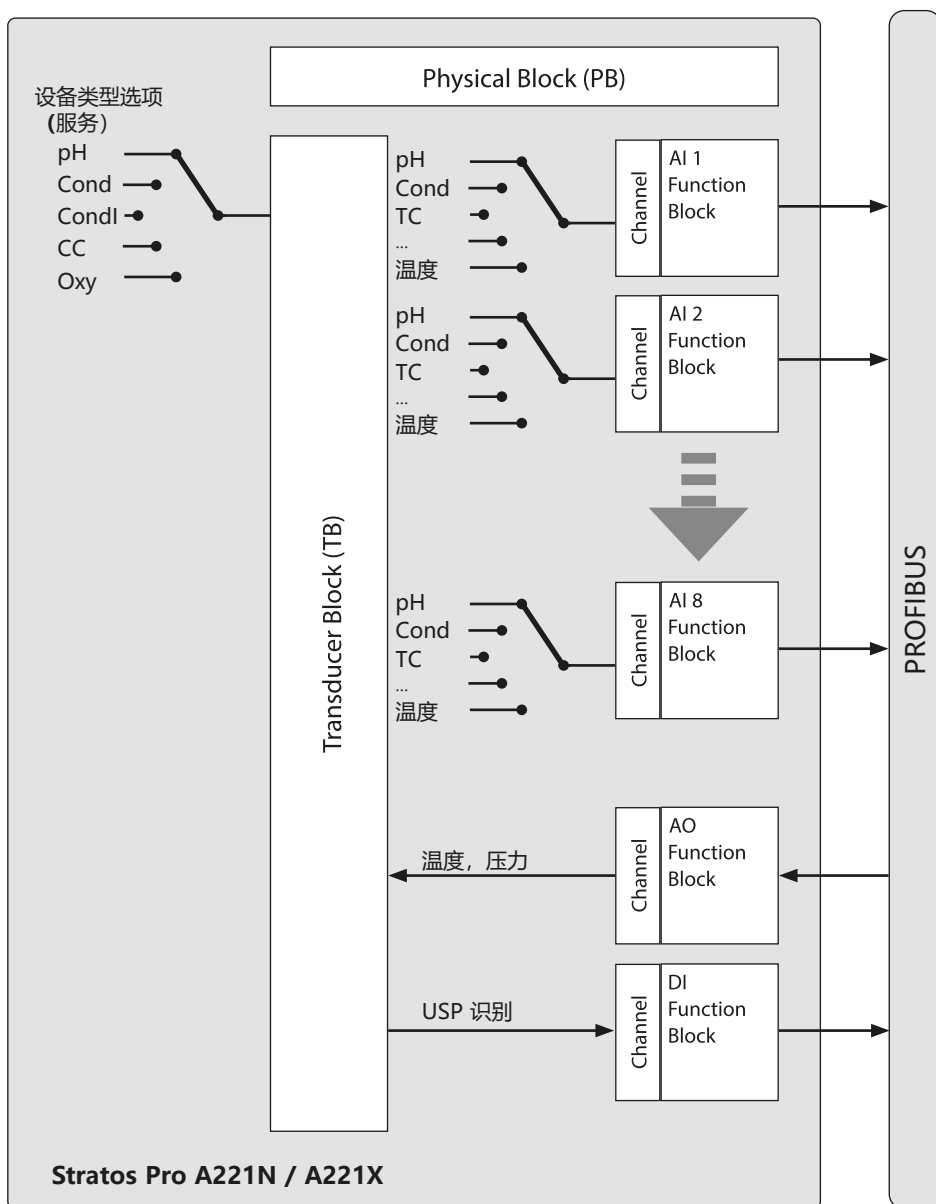 Physical Block (PB)
设备类型选项
(服务)
pH
Cond
CondI
CC
Oxy
Transducer Block (TB)
pH
Cond
TC
...
温度
Channel
AI 1
Function
Block
pH
Cond
TC
...
温度
Channel
AI 2
Function
Block
pH
Cond
TC
...
温度
Channel
AI 8
Function
Block
温度，压力
Channel
AO
Function
Block
USP 识别
Channel
DI
Function
Block
PROFIBUS
Stratos Pro A221N / A221X